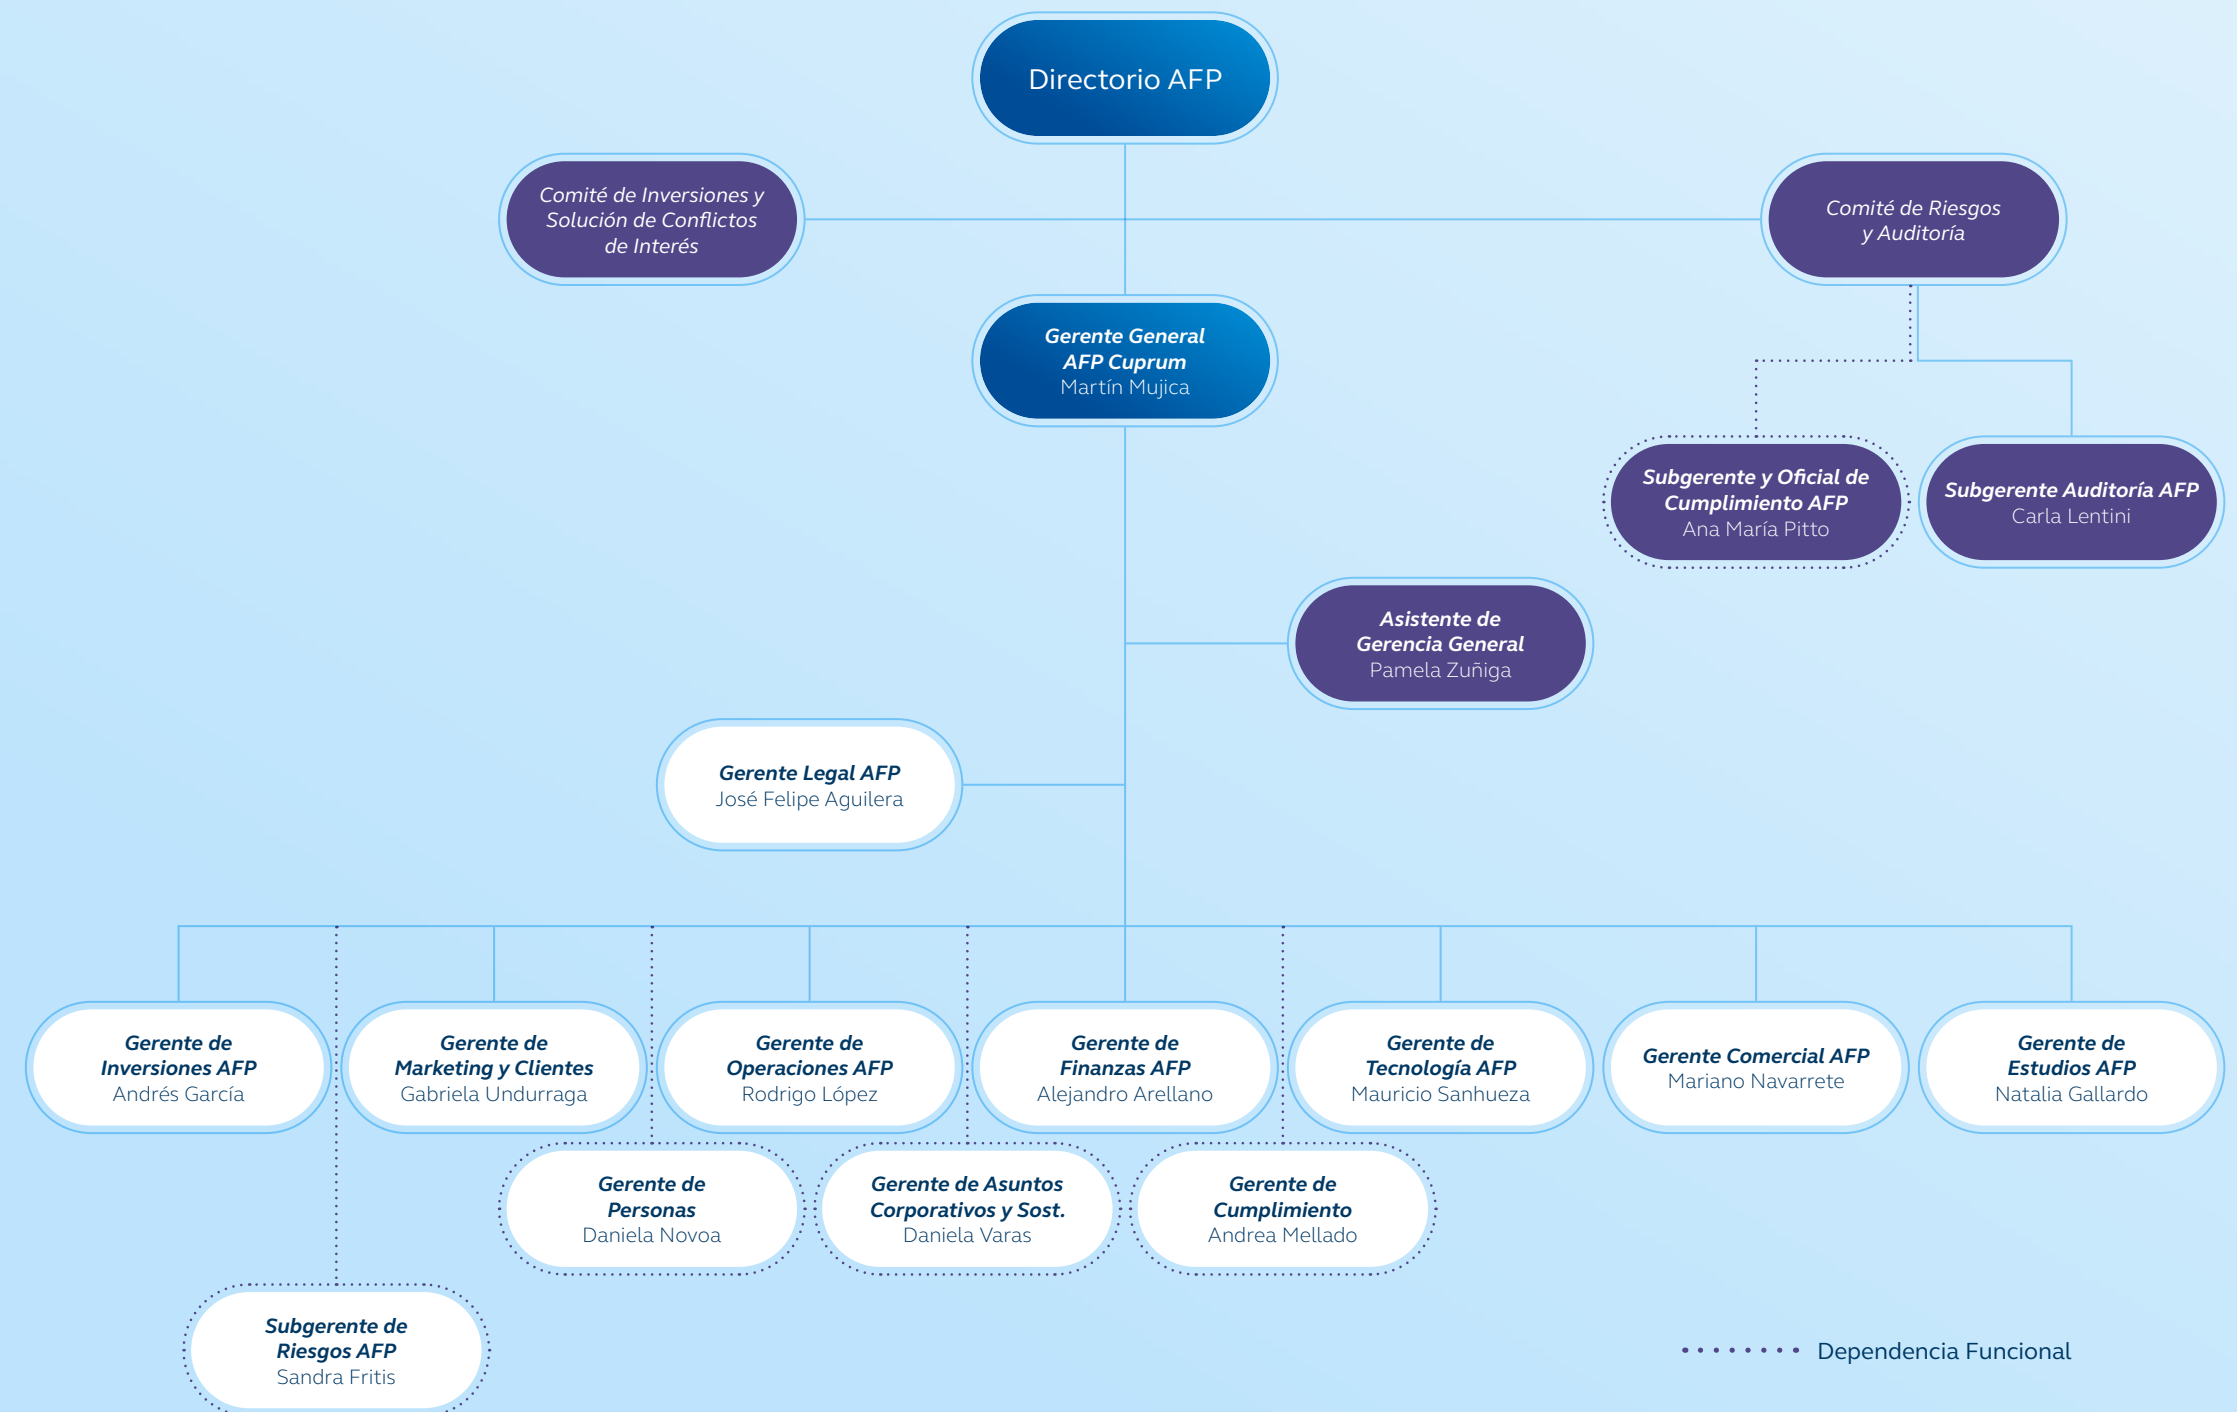 Directorio AFP
Comité de Inversiones y
Solución de Conflictos
de Interés
Comité de Riesgos
y Auditoría
Gerente General
AFP Cuprum
Martín Mujica
Subgerente y Oficial de
Cumplimiento AFP
Ana María Pitto
Subgerente Auditoría AFP
Carla Lentini
Asistente de
Gerencia General
Pamela Zuñiga
Gerente Legal AFP
José Felipe Aguilera
Gerente de
Inversiones AFP
Andrés García
Gerente de
Marketing y Clientes
Gabriela Undurraga
Gerente de
Operaciones AFP
Rodrigo López
Gerente de
Finanzas AFP
Alejandro Arellano
Gerente de
Tecnología AFP
Mauricio Sanhueza
Gerente Comercial AFP
Mariano Navarrete
Gerente de
Estudios AFP
Natalia Gallardo
Gerente de
Personas
Daniela Novoa
Gerente de Asuntos
Corporativos y Sost.
Daniela Varas
Gerente de
Cumplimiento
Andrea Mellado
Subgerente de
Riesgos AFP
Sandra Fritis
Dependencia Funcional